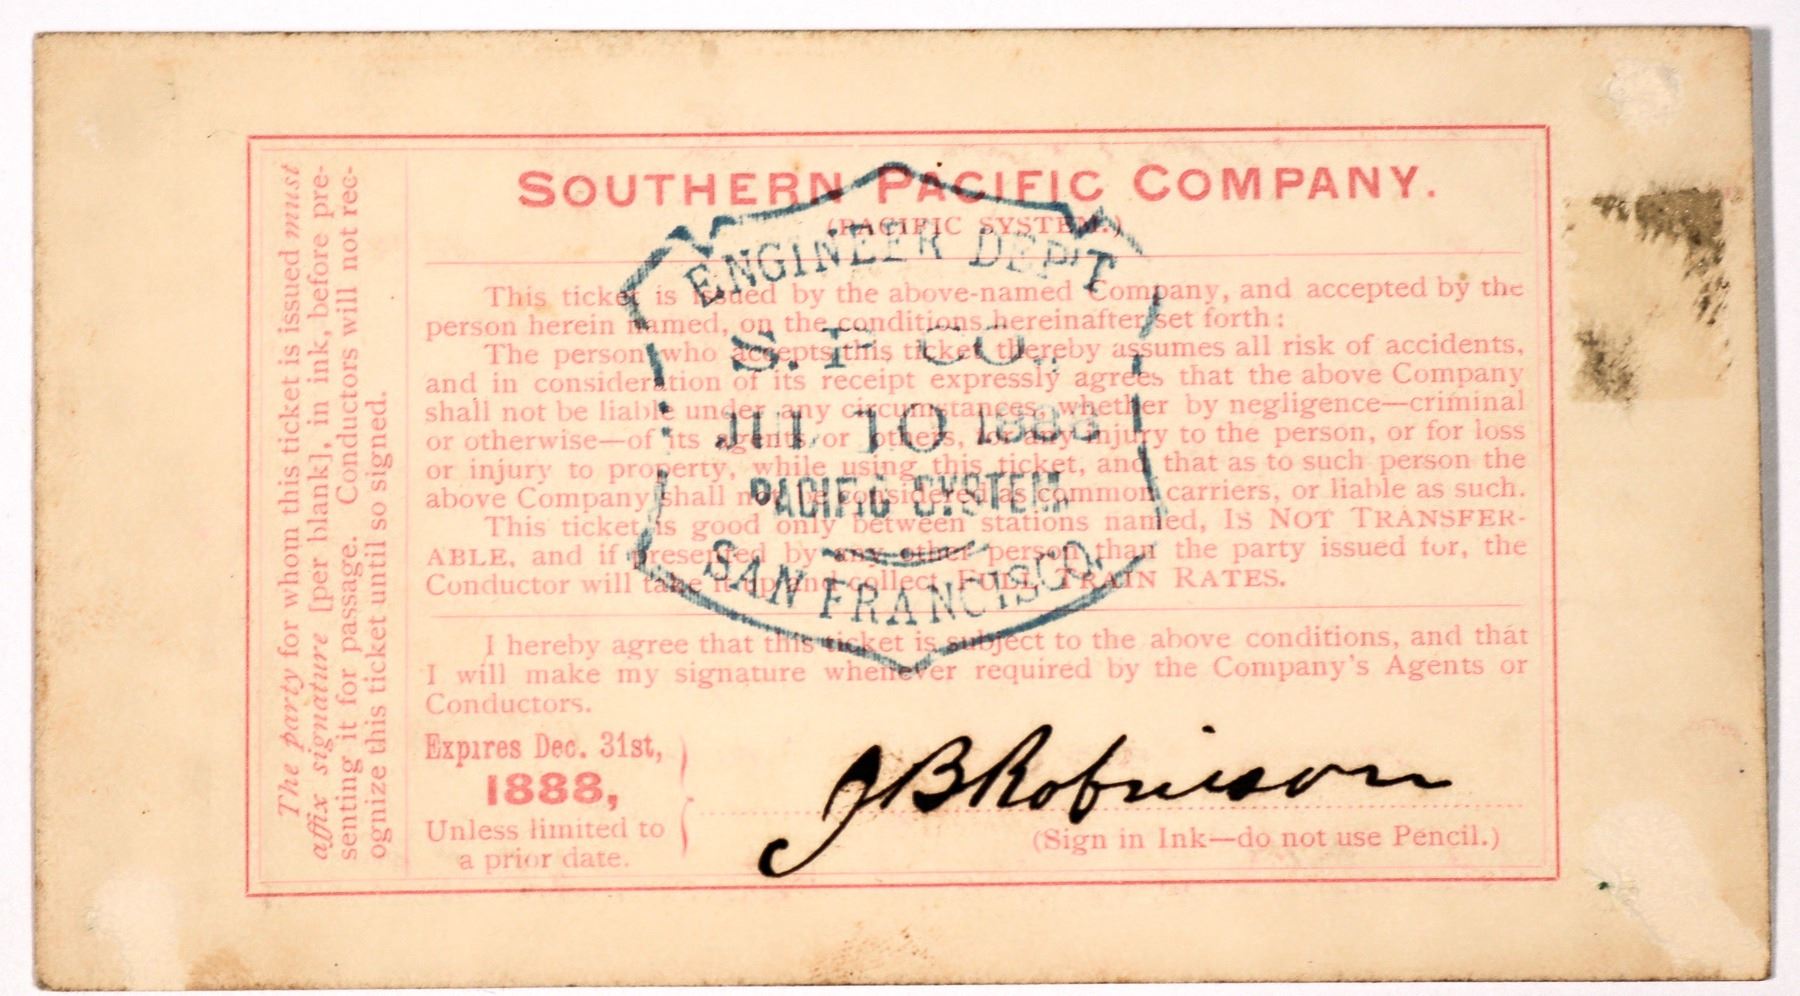 SOUTHERN PACIFIC COMPANY.
(PACIFIC SYSTEM.)
This ticket is issued by the above-named Company, and accepted by the
person herein named, on the conditions hereinafter set forth:
The person who accepts this ticket thereby assumes all risk of accidents,
and in consideration of its receipt expressly agrees that the above Company
shall not be liable under any circumstances, whether by negligence—criminal
or otherwise—of its agents or others, for any injury to the person, or for loss
or injury to property, while using this ticket, and that as to such person the
above Company shall not be considered as common carriers, or liable as such.
This ticket is good only between stations named, IS NOT TRANSFER-
ABLE, and if presented by any other person than the party issued for, the
Conductor will take it up and collect FULL TRAIN RATES.
I hereby agree that this ticket is subject to the above conditions, and that
I will make my signature whenever required by the Company's Agents or
Conductors.
Expires Dec. 31st,
1888,
Unless limited to
a prior date.
J B Robinson
(Sign in Ink—do not use Pencil.)
The party for whom this ticket is issued must
affix signature [per blank], in ink, before pre-
senting it for passage. Conductors will not rec-
ognize this ticket until so signed.
ENGINEER DEP'T
S. P CO.,
JUL 10 1888
PACIFIC SYSTEM
SAN FRANCISCO.